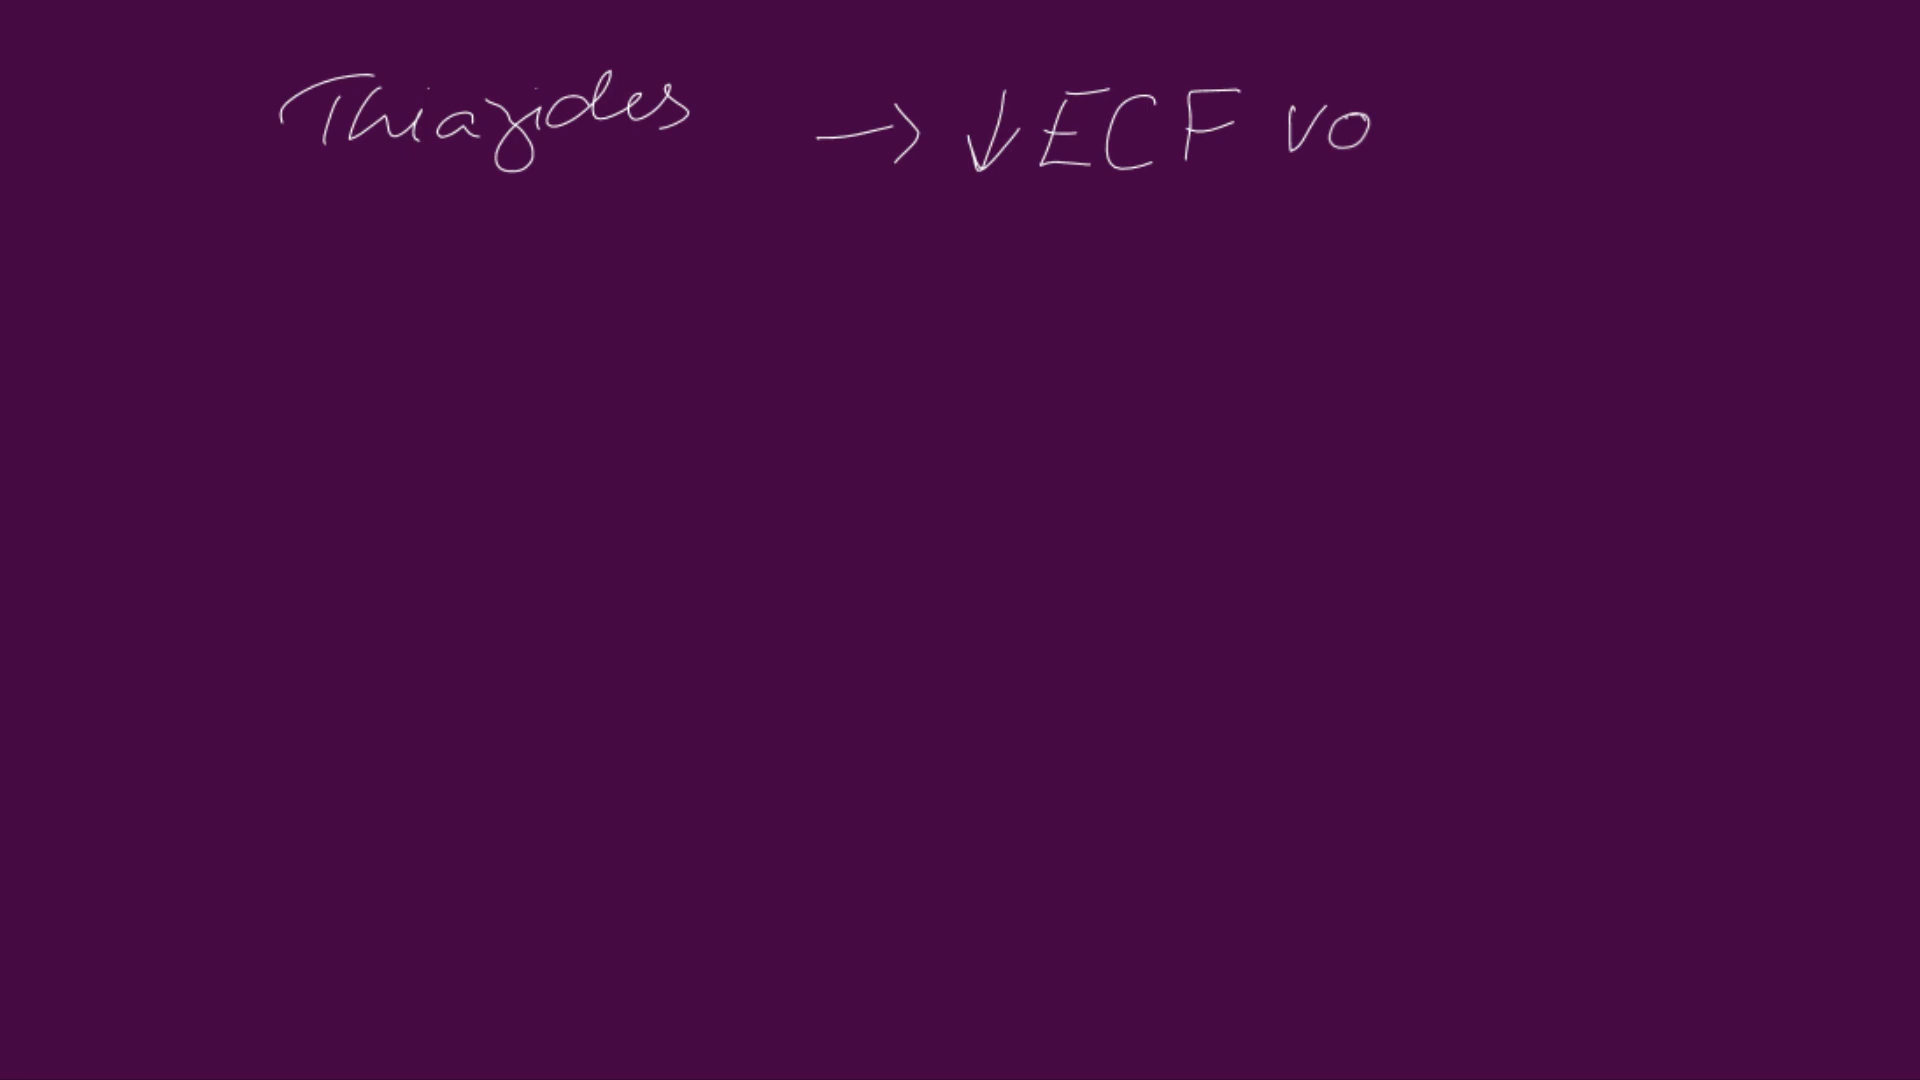 Thiazides → ↓ ECF vo